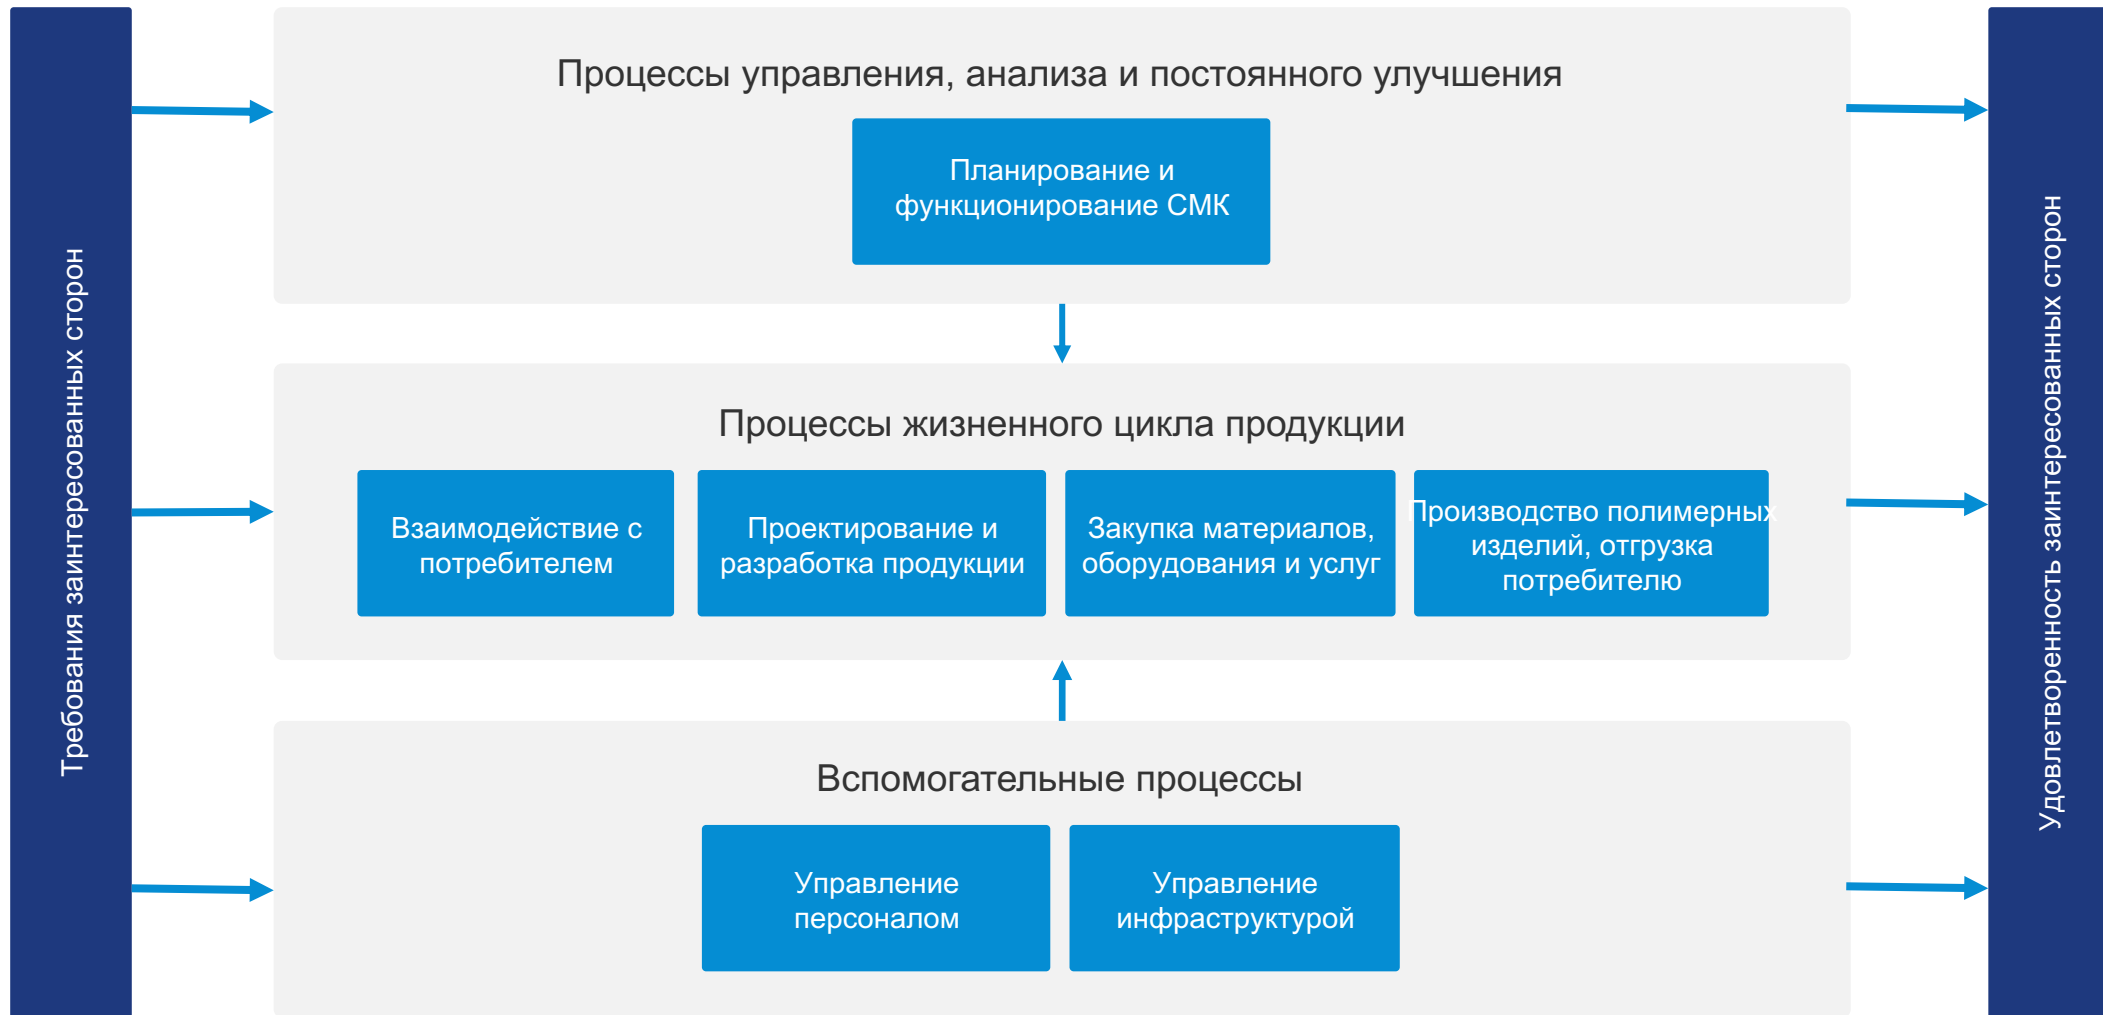 Требования заинтересованных сторон
Процессы управления, анализа и постоянного улучшения
Планирование и
функционирование СМК
Процессы жизненного цикла продукции
Взаимодействие с
потребителем
Проектирование и
разработка продукции
Закупка материалов,
оборудования и услуг
Производство полимерных
изделий, отгрузка
потребителю
Вспомогательные процессы
Управление
персоналом
Управление
инфраструктурой
Удовлетворенность заинтересованных сторон